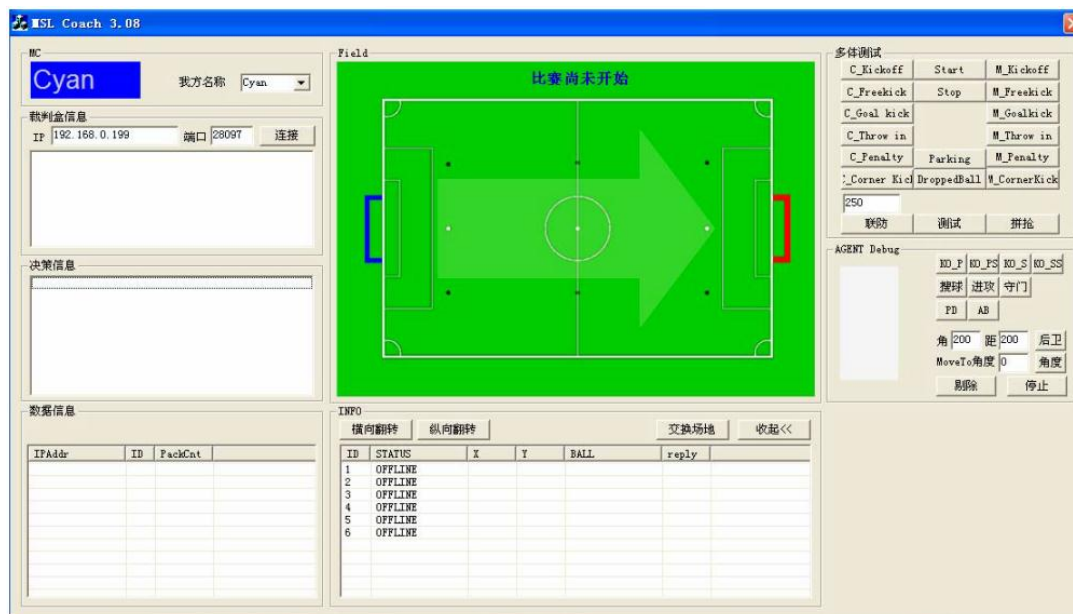 MSL Coach 3.08
MC
Cyan
我方名称 Cyan
裁判盒信息
IP 192.168.0.199 端口 28097 连接
决策信息
数据信息
IPAddr ID PackCnt
Field
比赛尚未开始
INFO
横向翻转 纵向翻转 交换场地 收起<<
ID STATUS X Y BALL reply
1 OFFLINE
2 OFFLINE
3 OFFLINE
4 OFFLINE
5 OFFLINE
6 OFFLINE
多体测试
C_Kickoff Start M_Kickoff
C_Freekick Stop M_Freekick
C_Goal kick M_Goalkick
C_Throw in M_Throw in
C_Penalty Parking M_Penalty
C_Corner Kicl DroppedBall M_CornerKick
250
联防 测试 拼抢
AGENT Debug
KO_P KO_PS KO_S KO_SS
搜球 进攻 守门
PD AB
角 200 距 200 后卫
MoveTo角度 0 角度
剔除 停止